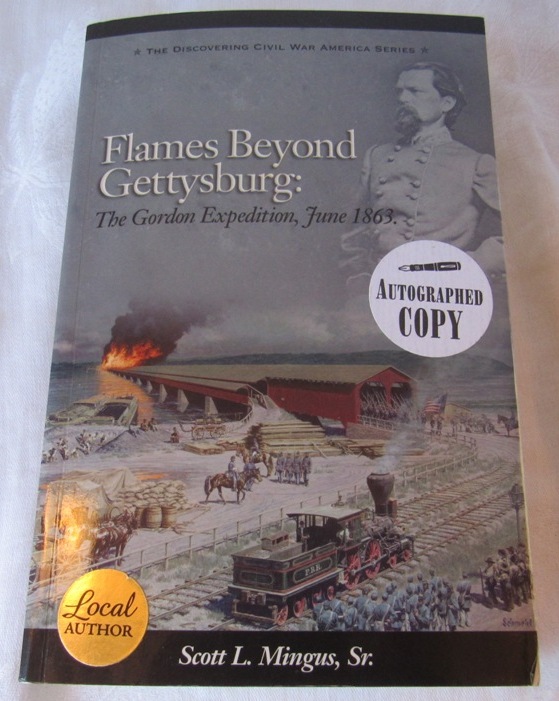 ★ The Discovering Civil War America Series ★
Flames Beyond
Gettysburg:
The Gordon Expedition, June 1863.
Autographed
COPY
P.R.R.
Local
AUTHOR
Scott L. Mingus, Sr.